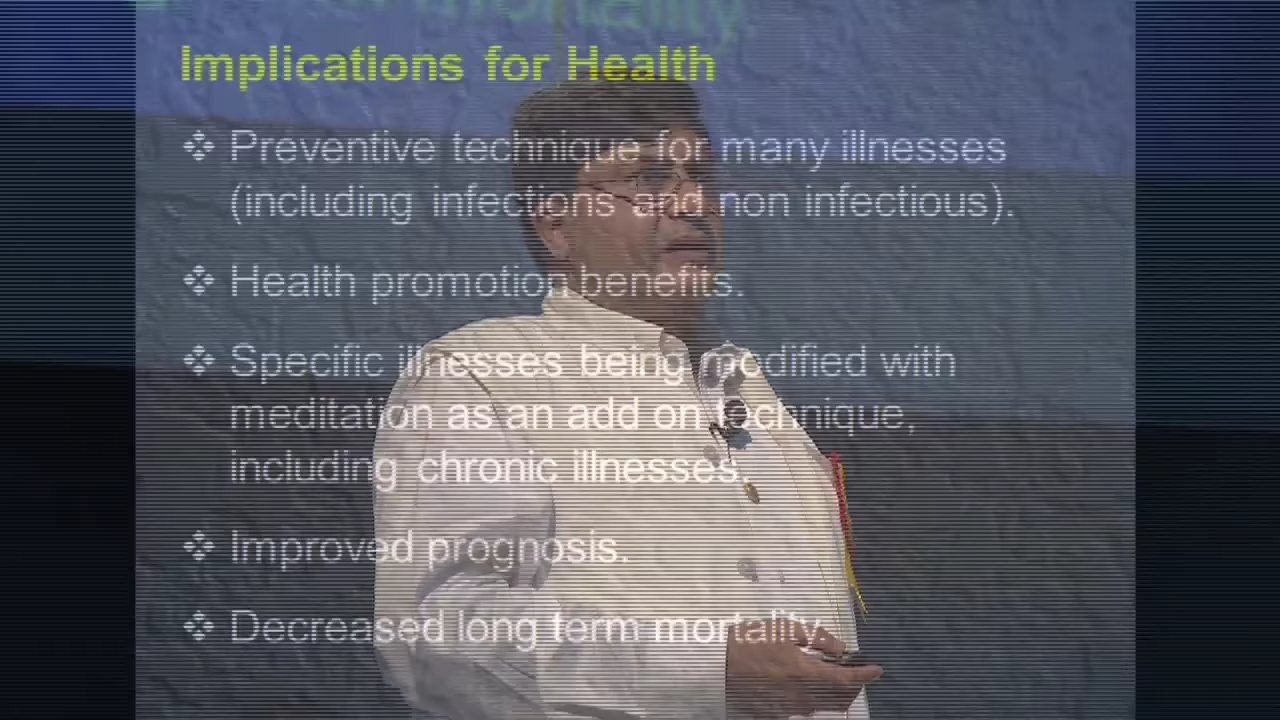 mortality.
Implications for Health
❖ Preventive technique for many illnesses
(including infections and non infectious).
❖ Health promotion benefits.
❖ Specific illnesses being modified with
meditation as an add on technique,
including chronic illnesses.
❖ Improved prognosis.
❖ Decreased long term mortality.